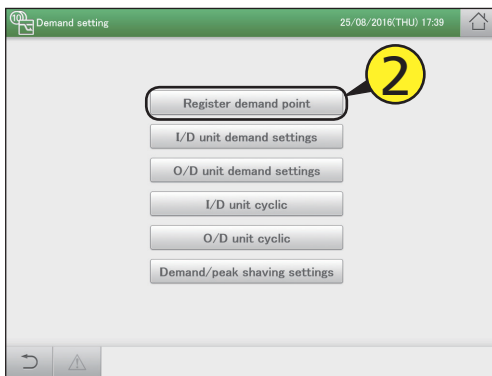 10 Demand setting 25/08/2016(THU) 17:39
2
Register demand point
I/D unit demand settings
O/D unit demand settings
I/D unit cyclic
O/D unit cyclic
Demand/peak shaving settings